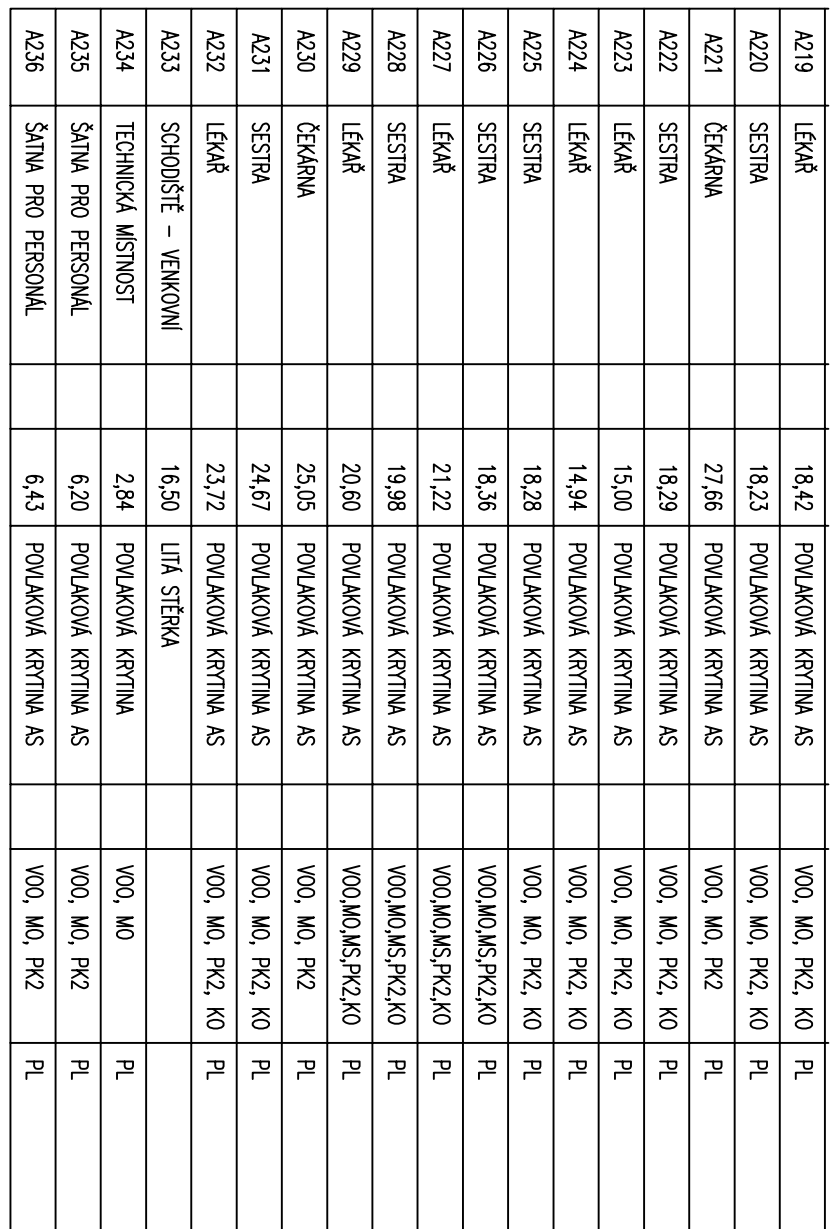 A219 LÉKAŘ 18,42 POVLAKOVÁ KRYTINA AS VOO, MO, PK2, KO PL
A220 SESTRA 18,23 POVLAKOVÁ KRYTINA AS VOO, MO, PK2, KO PL
A221 ČEKÁRNA 27,66 POVLAKOVÁ KRYTINA AS VOO, MO, PK2 PL
A222 SESTRA 18,29 POVLAKOVÁ KRYTINA AS VOO, MO, PK2, KO PL
A223 LÉKAŘ 15,00 POVLAKOVÁ KRYTINA AS VOO, MO, PK2, KO PL
A224 LÉKAŘ 14,94 POVLAKOVÁ KRYTINA AS VOO, MO, PK2, KO PL
A225 SESTRA 18,28 POVLAKOVÁ KRYTINA AS VOO, MO, PK2, KO PL
A226 SESTRA 18,36 POVLAKOVÁ KRYTINA AS VOO,MO,MS,PK2,KO PL
A227 LÉKAŘ 21,22 POVLAKOVÁ KRYTINA AS VOO,MO,MS,PK2,KO PL
A228 SESTRA 19,98 POVLAKOVÁ KRYTINA AS VOO,MO,MS,PK2,KO PL
A229 LÉKAŘ 20,60 POVLAKOVÁ KRYTINA AS VOO,MO,MS,PK2,KO PL
A230 ČEKÁRNA 25,05 POVLAKOVÁ KRYTINA AS VOO, MO, PK2 PL
A231 SESTRA 24,67 POVLAKOVÁ KRYTINA AS VOO, MO, PK2, KO PL
A232 LÉKAŘ 23,72 POVLAKOVÁ KRYTINA AS VOO, MO, PK2, KO PL
A233 SCHODIŠTĚ – VENKOVNÍ 16,50 LITÁ STĚRKA
A234 TECHNICKÁ MÍSTNOST 2,84 POVLAKOVÁ KRYTINA VOO, MO PL
A235 ŠATNA PRO PERSONÁL 6,20 POVLAKOVÁ KRYTINA AS VOO, MO, PK2 PL
A236 ŠATNA PRO PERSONÁL 6,43 POVLAKOVÁ KRYTINA AS VOO, MO, PK2 PL